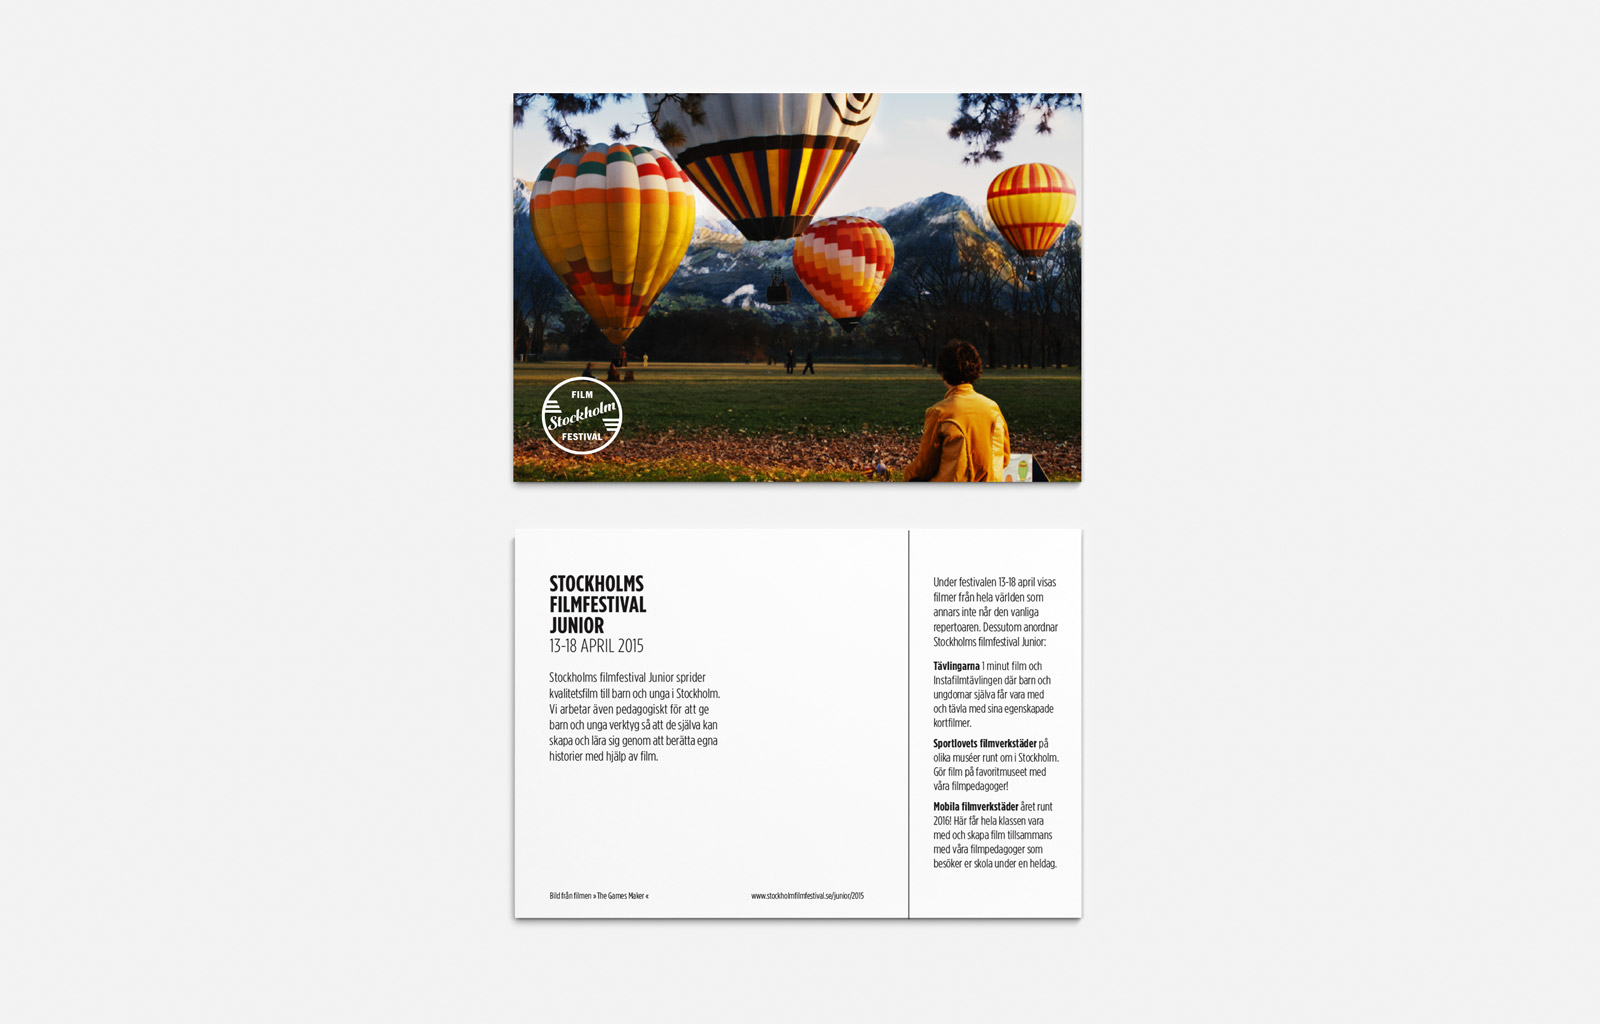 FILM
Stockholm
FESTIVAL
STOCKHOLMS
FILMFESTIVAL
JUNIOR
13-18 APRIL 2015
Stockholms filmfestival Junior sprider
kvalitetsfilm till barn och unga i Stockholm.
Vi arbetar även pedagogiskt för att ge
barn och unga verktyg så att de själva kan
skapa och lära sig genom att berätta egna
historier med hjälp av film.
Bild från filmen »The Games Maker«
www.stockholmfilmfestival.se/junior/2015
Under festivalen 13-18 april visas
filmer från hela världen som
annars inte når den vanliga
repertoaren. Dessutom anordnar
Stockholms filmfestival Junior:
Tävlingarna 1 minut film och
Instafilmtävlingen där barn och
ungdomar själva får vara med
och tävla med sina egenskapade
kortfilmer.
Sportlovets filmverkstäder på
olika muséer runt om i Stockholm.
Gör film på favoritmuseet med
våra filmpedagoger!
Mobila filmverkstäder året runt
2016! Här får hela klassen vara
med och skapa film tillsammans
med våra filmpedagoger som
besöker er skola under en heldag.